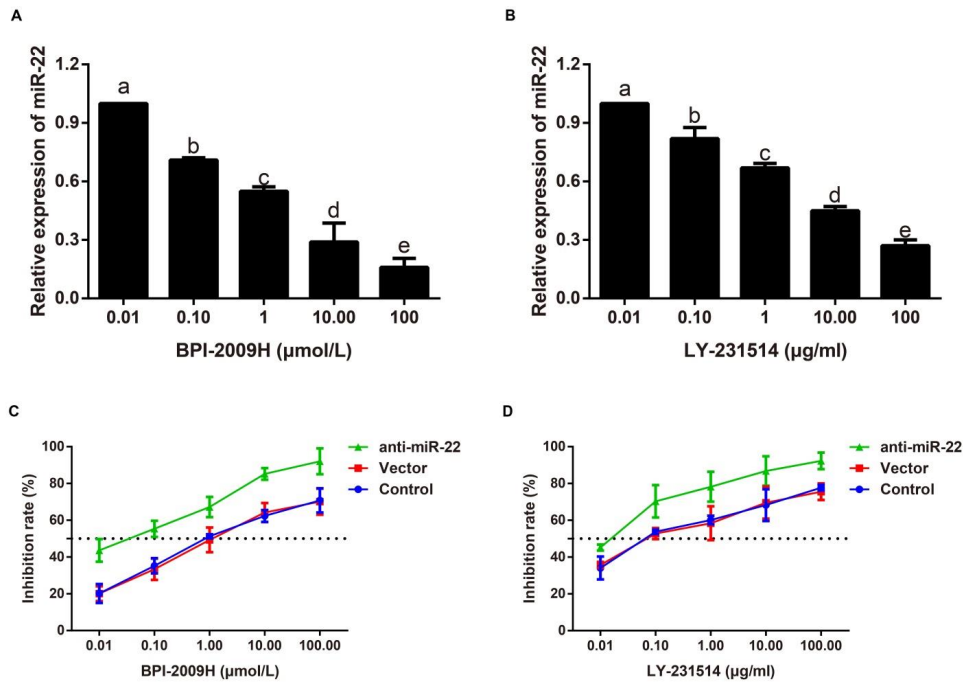 A
B
Relative expression of miR-22
1.2
0.9
0.6
0.3
0.0
a
b
c
d
e
0.01
0.10
1
10.00
100
BPI-2009H (μmol/L)
Relative expression of miR-22
1.2
0.9
0.6
0.3
0.0
a
b
c
d
e
0.01
0.10
1
10.00
100
LY-231514 (μg/ml)
C
D
Inhibition rate (%)
100
80
60
40
20
0
0.01
0.10
1.00
10.00
100.00
BPI-2009H (μmol/L)
anti-miR-22
Vector
Control
Inhibition rate (%)
100
80
60
40
20
0
0.01
0.10
1.00
10.00
100.00
LY-231514 (μg/ml)
anti-miR-22
Vector
Control